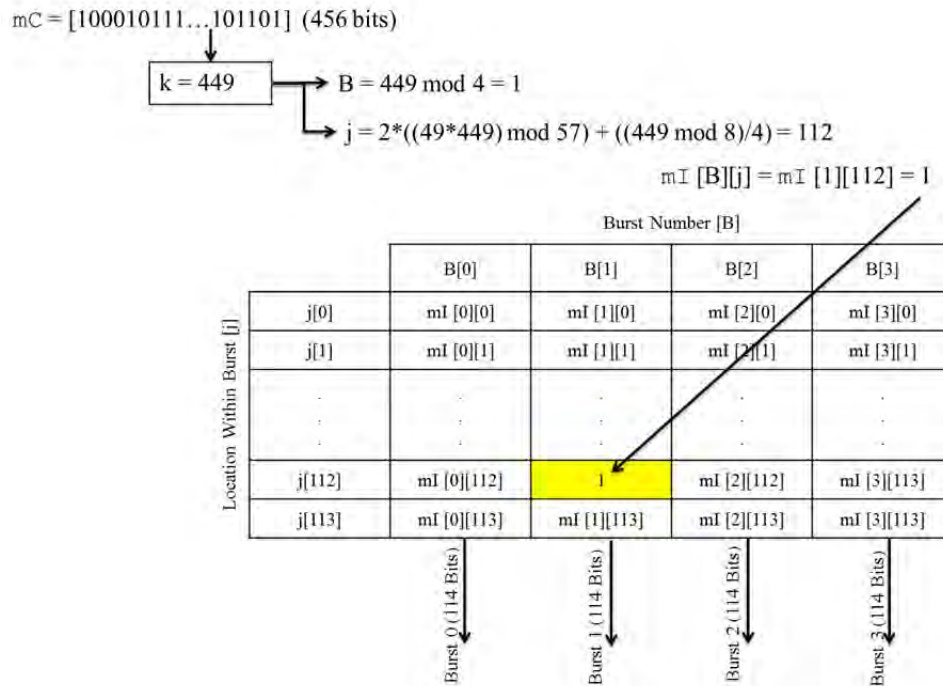 mC = [100010111...101101] (456 bits)
k = 449
B = 449 mod 4 = 1
j = 2*((49*449) mod 57) + ((449 mod 8)/4) = 112
mI [B][j] = mI [1][112] = 1
Burst Number [B]
B[0] B[1] B[2] B[3]
Location Within Burst [j]
j[0] mI [0][0] mI [1][0] mI [2][0] mI [3][0]
j[1] mI [0][1] mI [1][1] mI [2][1] mI [3][1]
. . . . .
. . . . .
. . . . .
j[112] mI [0][112] 1 mI [2][112] mI [3][113]
j[113] mI [0][113] mI [1][113] mI [2][113] mI [3][113]
Burst 0 (114 Bits)
Burst 1 (114 Bits)
Burst 2 (114 Bits)
Burst 3 (114 Bits)